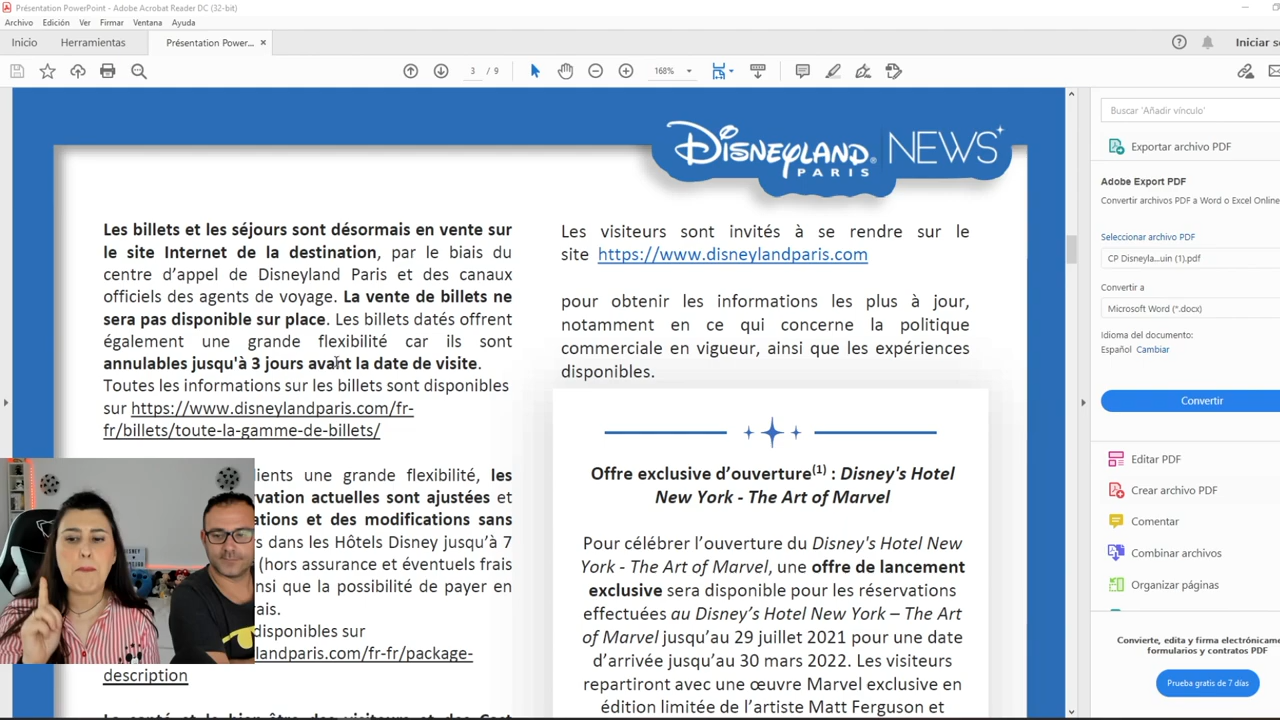 Présentation PowerPoint - Adobe Acrobat Reader DC (32-bit)
Archivo Edición Ver Firmar Ventana Ayuda
Inicio Herramientas Présentation Power... × Iniciar se
3 / 9 168%
Buscar 'Añadir vínculo'
Exportar archivo PDF
Adobe Export PDF
Convertir archivos PDF a Word o Excel Online
Seleccionar archivo PDF
CP Disneyla...uin (1).pdf
Convertir a
Microsoft Word (*.docx)
Idioma del documento:
Español Cambiar
Convertir
Editar PDF
Crear archivo PDF
Comentar
Combinar archivos
Organizar páginas
Convierte, edita y firma electrónicame
formularios y contratos PDF
Prueba gratis de 7 días
DISNEYLAND® NEWS
PARIS
Les billets et les séjours sont désormais en vente sur
le site Internet de la destination, par le biais du
centre d'appel de Disneyland Paris et des canaux
officiels des agents de voyage. La vente de billets ne
sera pas disponible sur place. Les billets datés offrent
également une grande flexibilité car ils sont
annulables jusqu'à 3 jours avant la date de visite.
Toutes les informations sur les billets sont disponibles
sur https://www.disneylandparis.com/fr-
fr/billets/toute-la-gamme-de-billets/
lients une grande flexibilité, les
rvation actuelles sont ajustées et
ations et des modifications sans
s dans les Hôtels Disney jusqu'à 7
(hors assurance et éventuels frais
nsi que la possibilité de payer en
rais.
disponibles sur
landparis.com/fr-fr/package-
description
La santé et le bien-être des visiteurs et des Cast
Les visiteurs sont invités à se rendre sur le
site https://www.disneylandparis.com
pour obtenir les informations les plus à jour,
notamment en ce qui concerne la politique
commerciale en vigueur, ainsi que les expériences
disponibles.
Offre exclusive d'ouverture(1) : Disney's Hotel
New York - The Art of Marvel
Pour célébrer l'ouverture du Disney's Hotel New
York - The Art of Marvel, une offre de lancement
exclusive sera disponible pour les réservations
effectuées au Disney's Hotel New York – The Art
of Marvel jusqu'au 29 juillet 2021 pour une date
d'arrivée jusqu'au 30 mars 2022. Les visiteurs
repartiront avec une œuvre Marvel exclusive en
édition limitée de l'artiste Matt Ferguson et